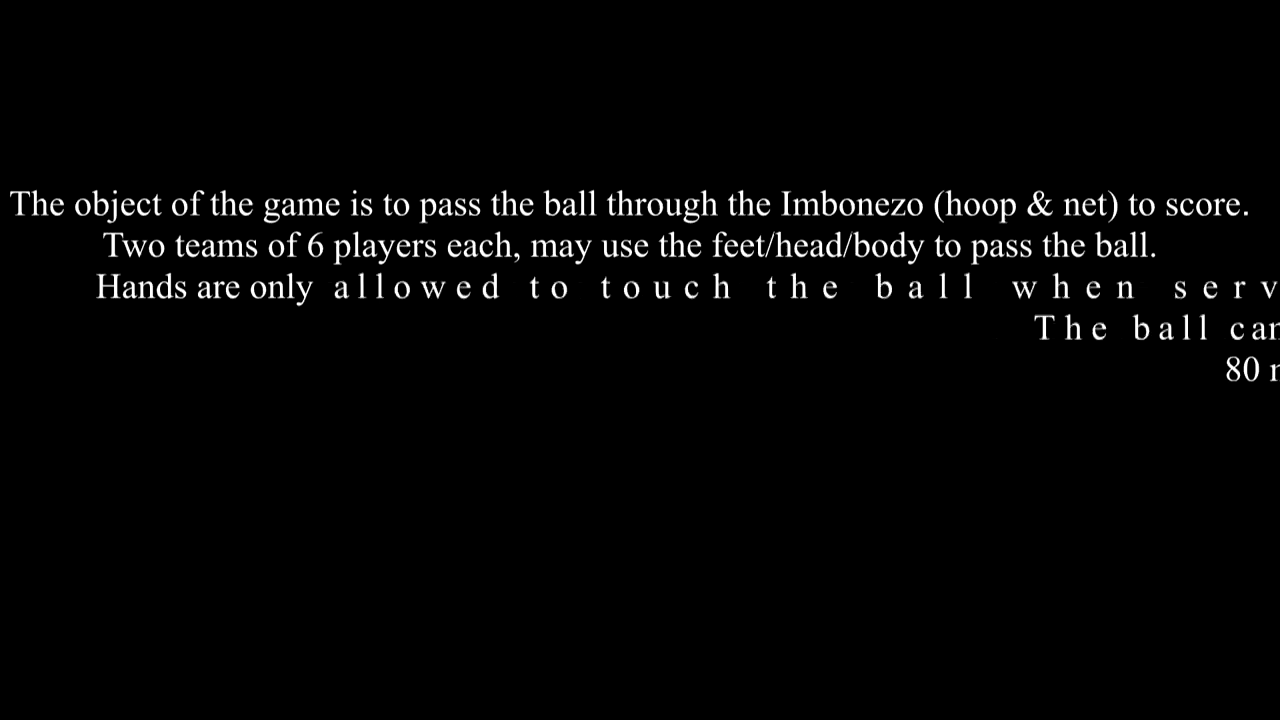 The object of the game is to pass the ball through the Imbonezo (hoop & net) to score.
Two teams of 6 players each, may use the feet/head/body to pass the ball.
Hands are only allowed to touch the ball when
The ball
80